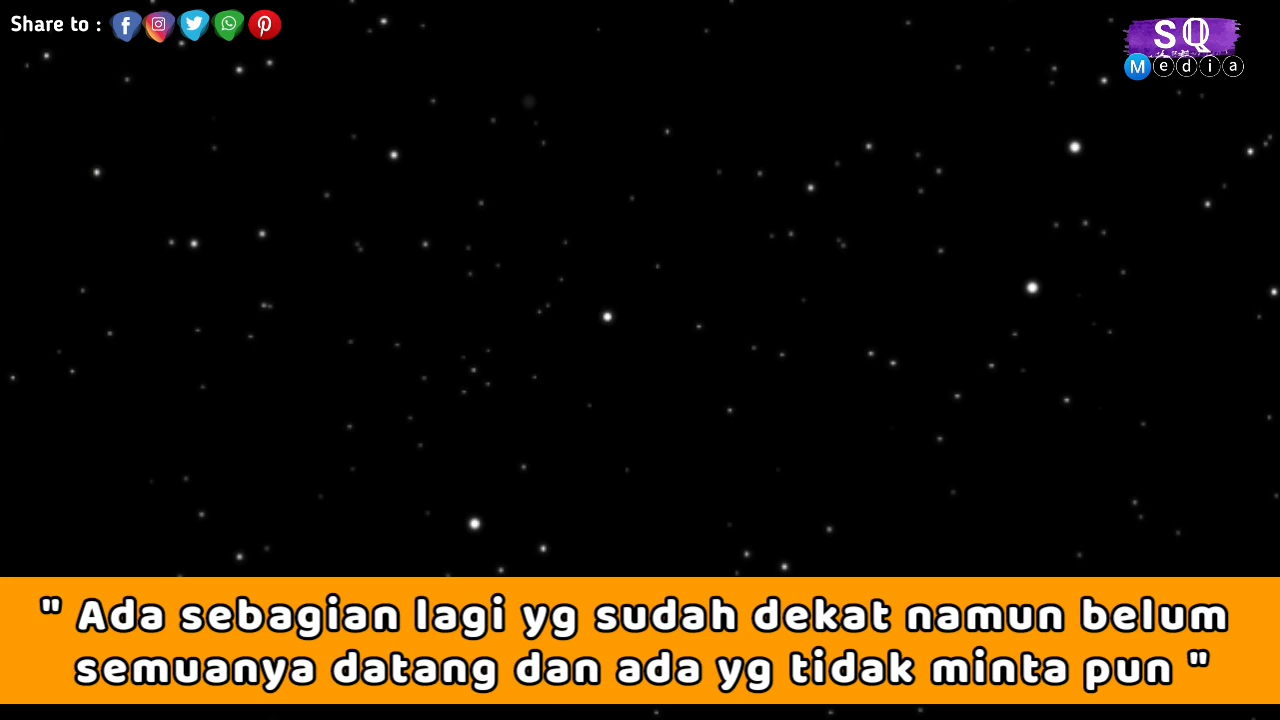 Share to :
SQ
Media
" Ada sebagian lagi yg sudah dekat namun belum
semuanya datang dan ada yg tidak minta pun "